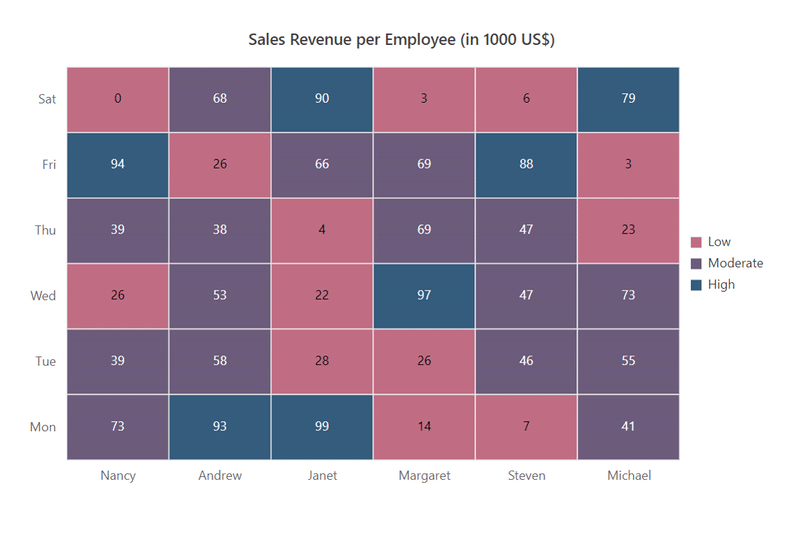 Sales Revenue per Employee (in 1000 US$)
Sat 0 68 90 3 6 79
Fri 94 26 66 69 88 3
Thu 39 38 4 69 47 23
Low
Moderate
High
Wed 26 53 22 97 47 73
Tue 39 58 28 26 46 55
Mon 73 93 99 14 7 41
Nancy Andrew Janet Margaret Steven Michael